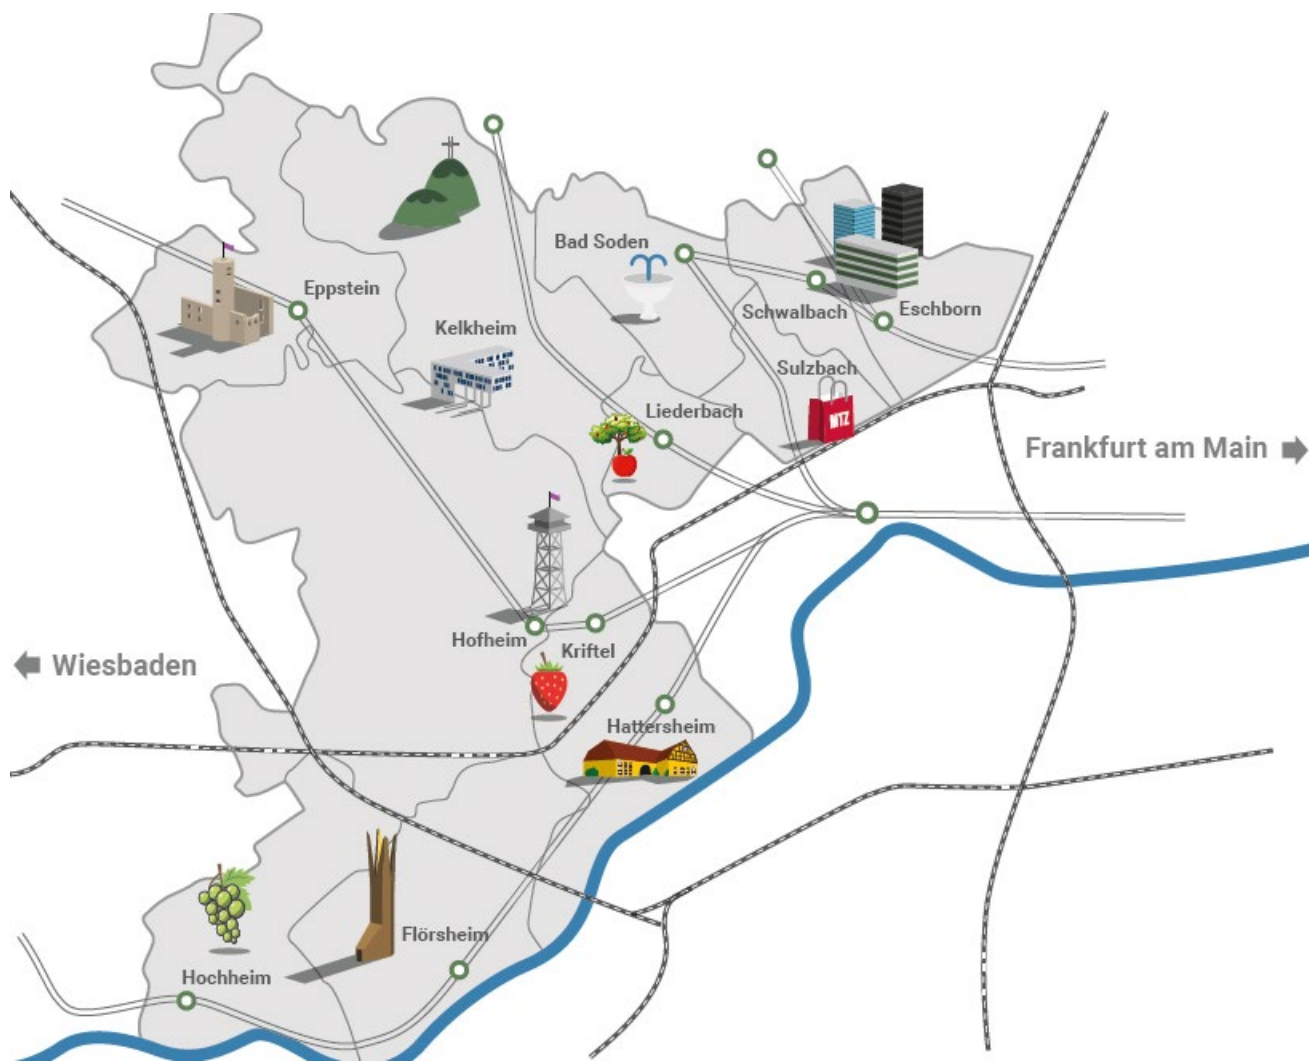 Bad Soden
Eppstein
Schwalbach
Eschborn
Kelkheim
Sulzbach
Liederbach
MTZ
Frankfurt am Main
Hofheim
Kriftel
Wiesbaden
Hattersheim
Flörsheim
Hochheim